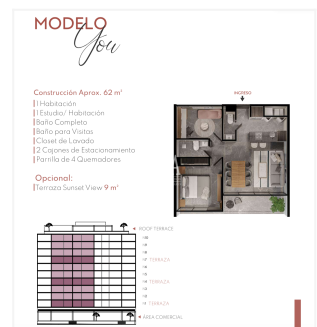 MODELO
You
Construcción Aprox. 62 m²
1 Habitación
1 Estudio/ Habitación
Baño Completo
Baño para Visitas
Closet de Lavado
2 Cajones de Estacionamiento
Parrilla de 4 Quemadores
INGRESO
Opcional:
Terraza Sunset View 9 m²
ROOF TERRACE
TERRAZA
TERRAZA
TERRAZA
ÁREA COMERCIAL